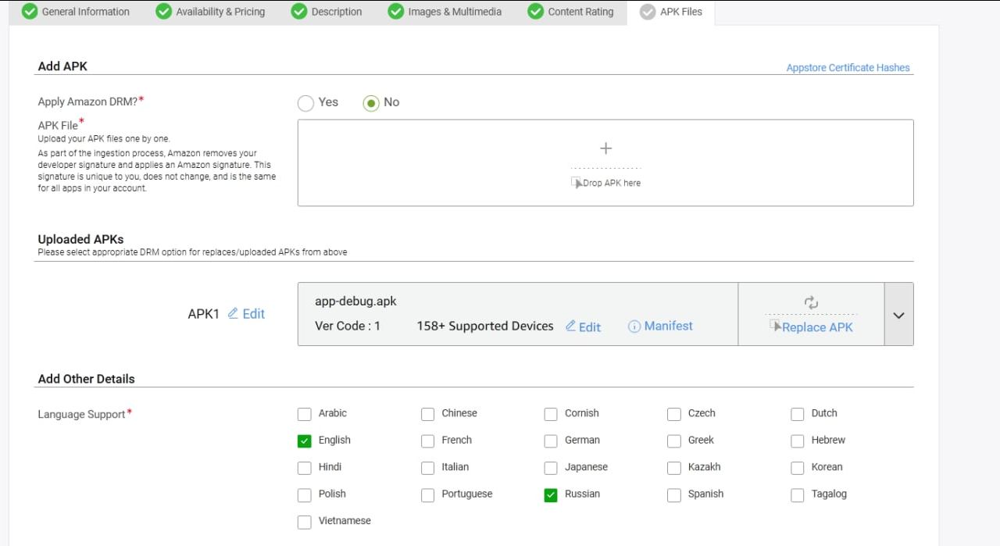 General Information Availability & Pricing Description Images & Multimedia Content Rating APK Files
Add APK Appstore Certificate Hashes
Apply Amazon DRM?* Yes No
APK File*
Upload your APK files one by one.
As part of the ingestion process, Amazon removes your
developer signature and applies an Amazon signature. This
signature is unique to you, does not change, and is the same
for all apps in your account.
Drop APK here
Uploaded APKs
Please select appropriate DRM option for replaces/uploaded APKs from above
APK1 Edit
app-debug.apk
Ver Code : 1 158+ Supported Devices Edit Manifest
Replace APK
Add Other Details
Language Support*
Arabic Chinese Cornish Czech Dutch
English French German Greek Hebrew
Hindi Italian Japanese Kazakh Korean
Polish Portuguese Russian Spanish Tagalog
Vietnamese